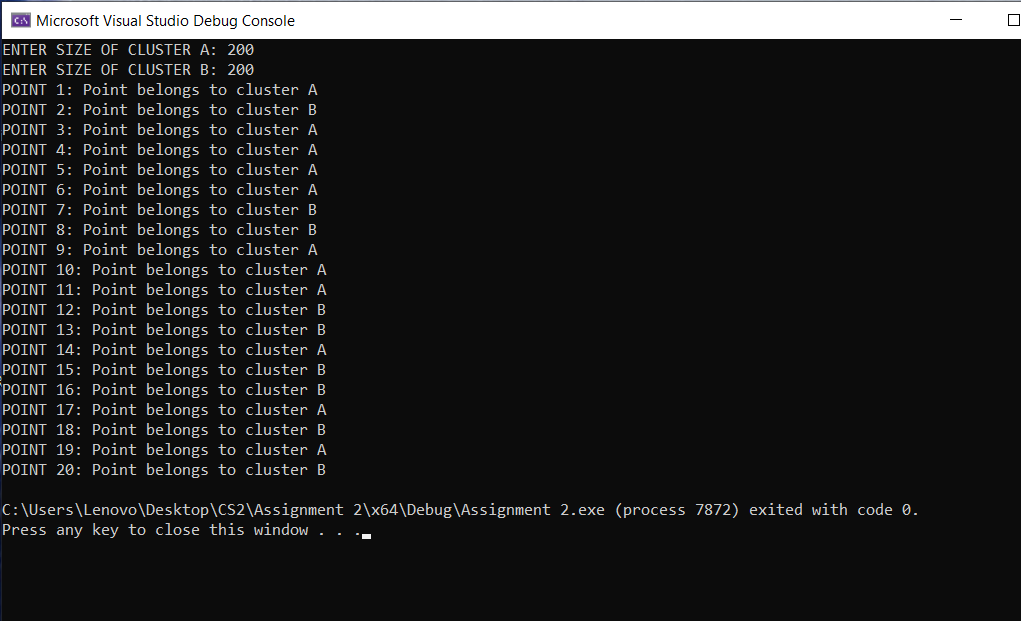 Microsoft Visual Studio Debug Console
ENTER SIZE OF CLUSTER A: 200
ENTER SIZE OF CLUSTER B: 200
POINT 1: Point belongs to cluster A
POINT 2: Point belongs to cluster B
POINT 3: Point belongs to cluster A
POINT 4: Point belongs to cluster A
POINT 5: Point belongs to cluster A
POINT 6: Point belongs to cluster A
POINT 7: Point belongs to cluster B
POINT 8: Point belongs to cluster B
POINT 9: Point belongs to cluster A
POINT 10: Point belongs to cluster A
POINT 11: Point belongs to cluster A
POINT 12: Point belongs to cluster B
POINT 13: Point belongs to cluster B
POINT 14: Point belongs to cluster A
POINT 15: Point belongs to cluster B
POINT 16: Point belongs to cluster B
POINT 17: Point belongs to cluster A
POINT 18: Point belongs to cluster B
POINT 19: Point belongs to cluster A
POINT 20: Point belongs to cluster B
C:\Users\Lenovo\Desktop\CS2\Assignment 2\x64\Debug\Assignment 2.exe (process 7872) exited with code 0.
Press any key to close this window . . .